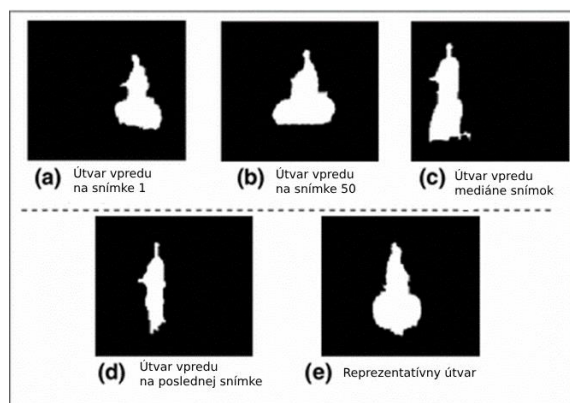 (a) Útvar vpredu
na snímke 1
(b) Útvar vpredu
na snímke 50
(c) Útvar vpredu
mediáne snímok
(d) Útvar vpredu
na poslednej snímke
(e) Reprezentatívny útvar